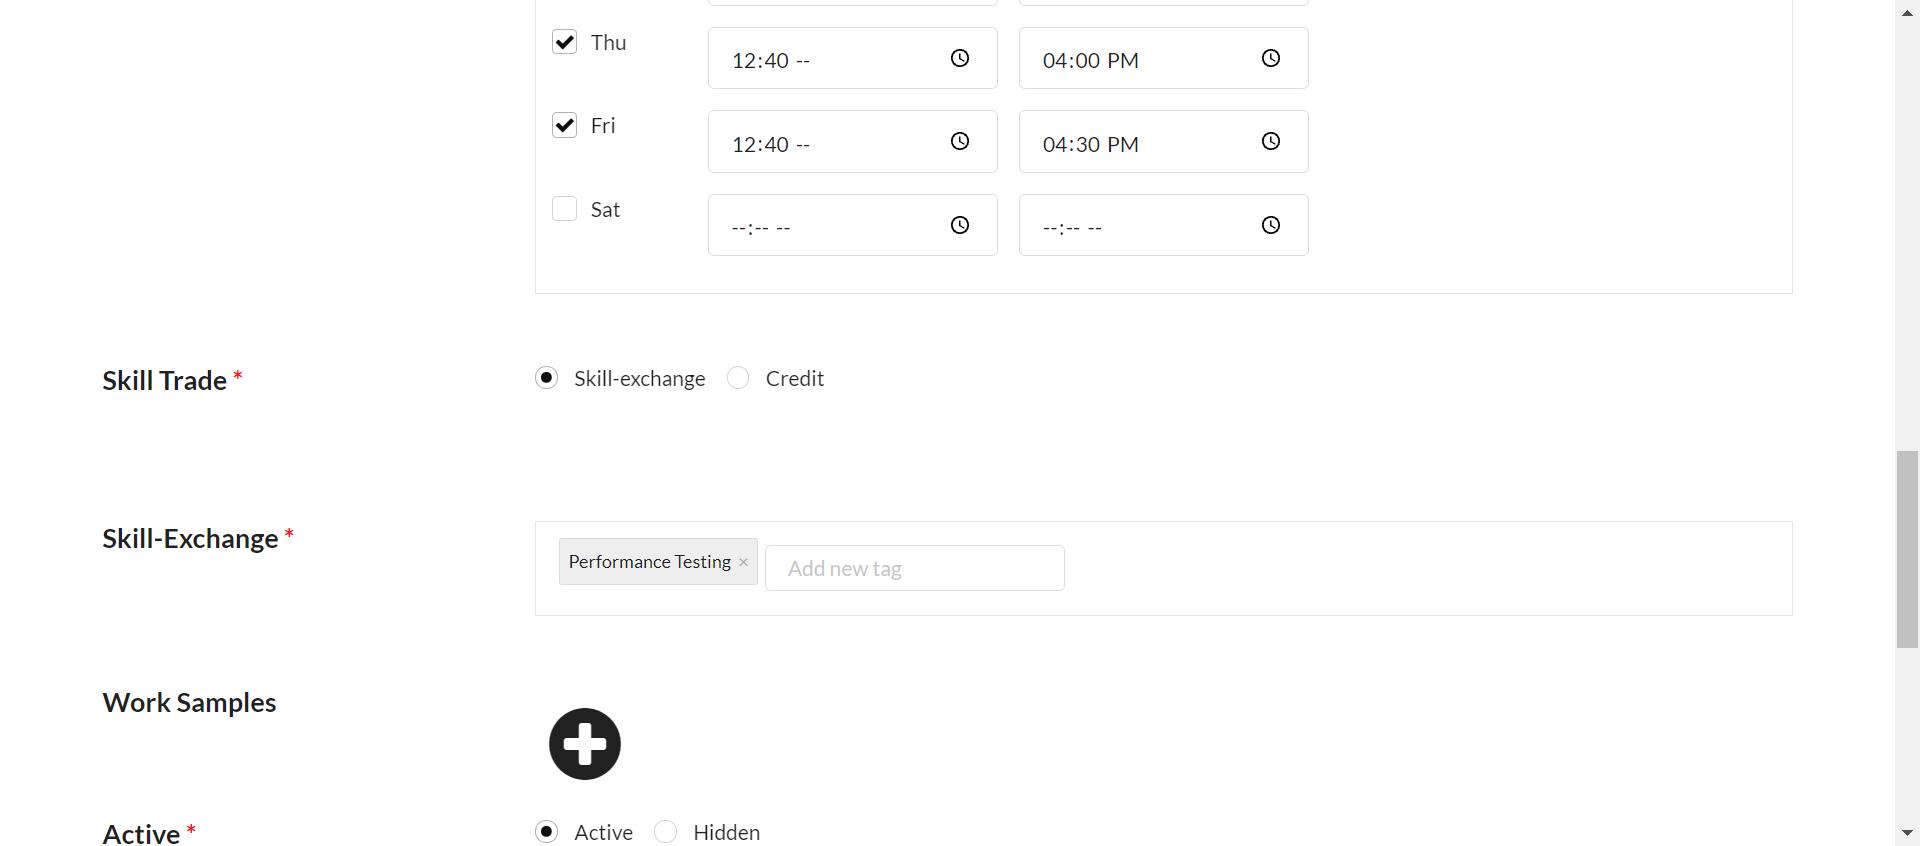 Thu 12:40 -- 04:00 PM
Fri 12:40 -- 04:30 PM
Sat --:-- -- --:-- --
Skill Trade * Skill-exchange Credit
Skill-Exchange * Performance Testing × Add new tag
Work Samples
Active * Active Hidden